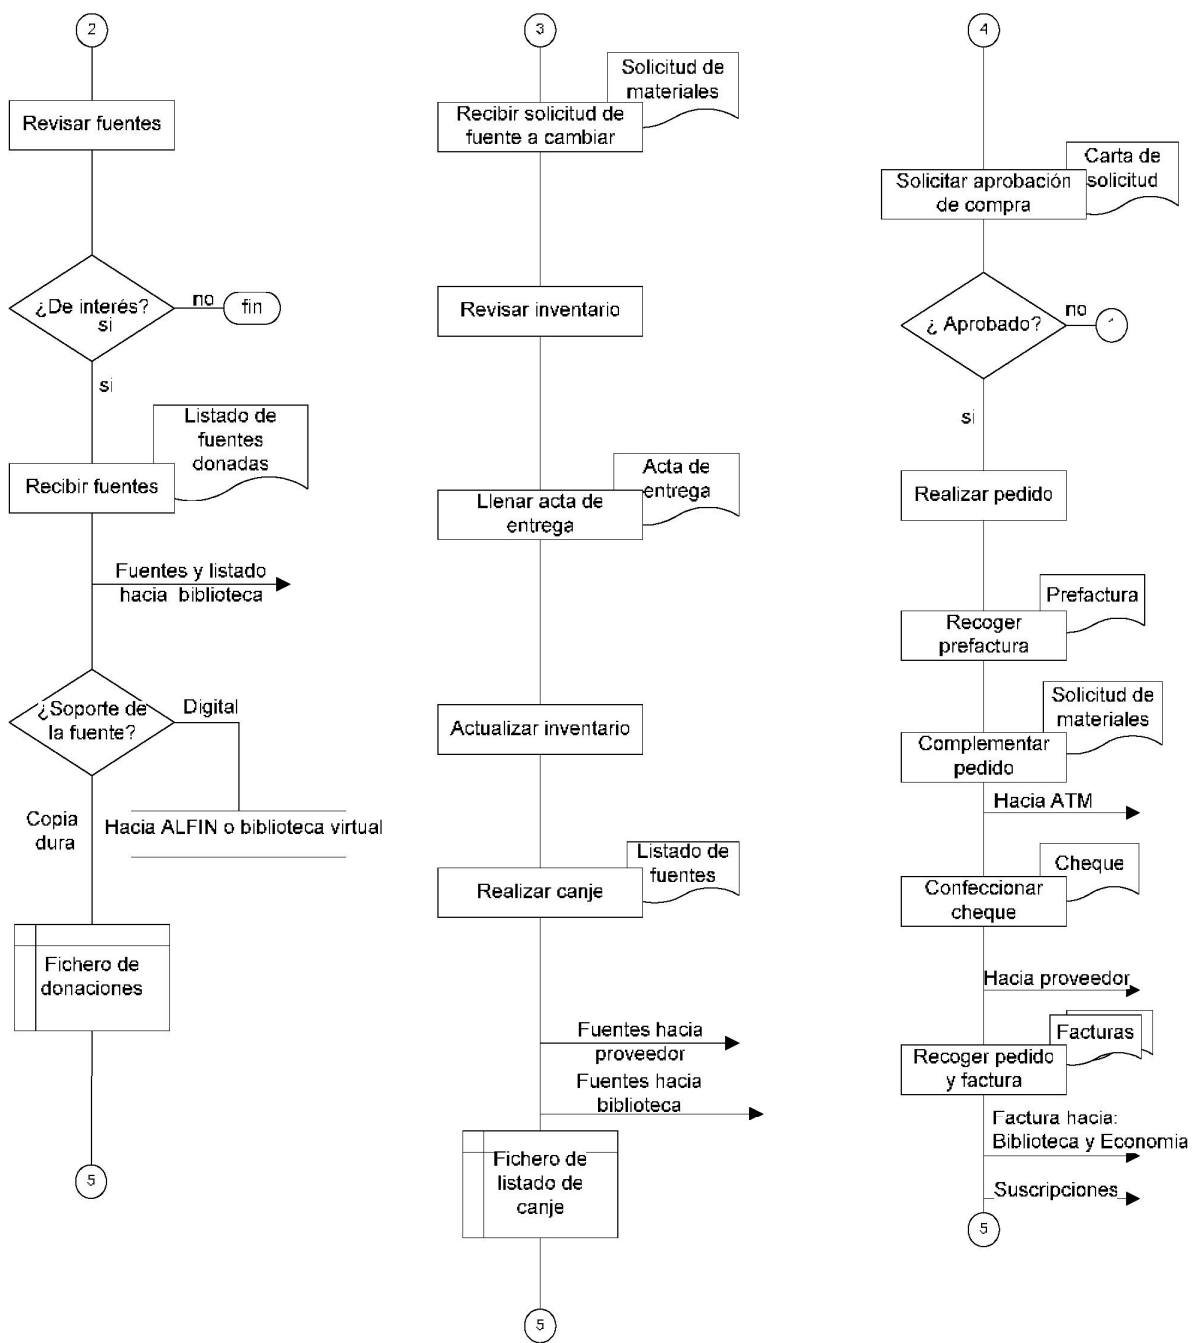 2
Revisar fuentes
¿De interés?
si
no
fin
si
Listado de
fuentes
donadas
Recibir fuentes
Fuentes y listado
hacia biblioteca
¿Soporte de
la fuente?
Digital
Copia
dura
Hacia ALFIN o biblioteca virtual
Fichero de
donaciones
5
3
Solicitud de
materiales
Recibir solicitud de
fuente a cambiar
Revisar inventario
Acta de
entrega
Llenar acta de
entrega
Actualizar inventario
Listado de
fuentes
Realizar canje
Fuentes hacia
proveedor
Fuentes hacia
biblioteca
Fichero de
listado de
canje
5
4
Carta de
solicitud
Solicitar aprobación
de compra
¿ Aprobado?
no
si
Realizar pedido
Prefactura
Recoger
prefactura
Solicitud de
materiales
Complementar
pedido
Hacia ATM
Cheque
Confeccionar
cheque
Hacia proveedor
Facturas
Recoger pedido
y factura
Factura hacia:
Biblioteca y Economia
Suscripciones
5